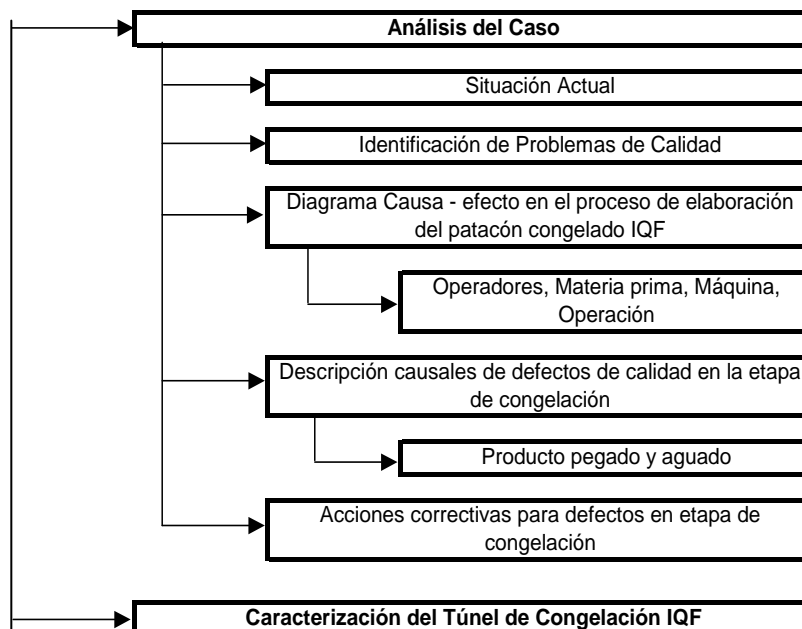 Análisis del Caso
Situación Actual
Identificación de Problemas de Calidad
Diagrama Causa - efecto en el proceso de elaboración
del patacón congelado IQF
Operadores, Materia prima, Máquina,
Operación
Descripción causales de defectos de calidad en la etapa
de congelación
Producto pegado y aguado
Acciones correctivas para defectos en etapa de
congelación
Caracterización del Túnel de Congelación IQF